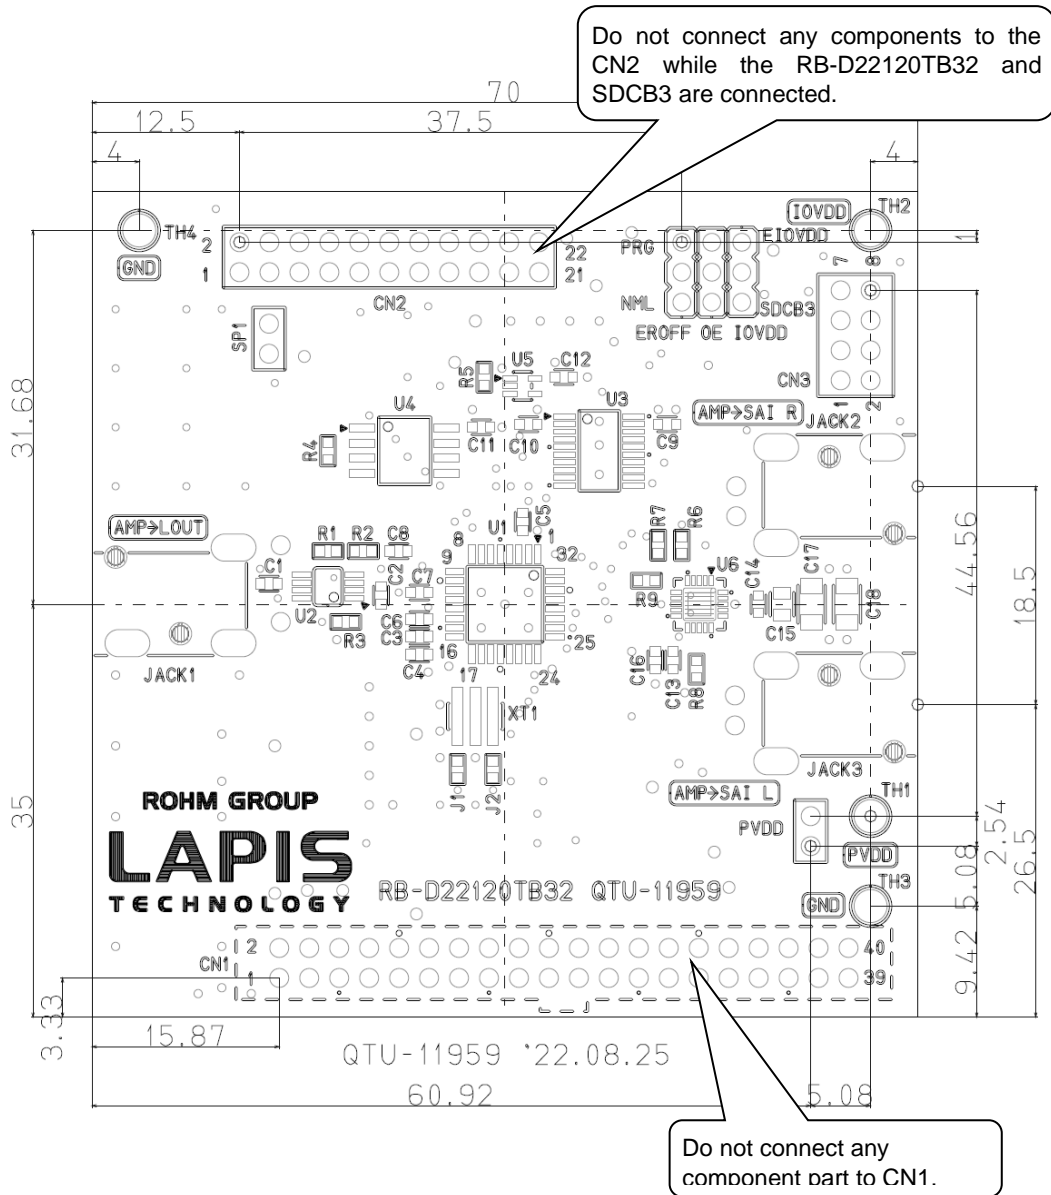 Do not connect any components to the
CN2 while the RB-D22120TB32 and
SDCB3 are connected.
70
12.5
37.5
4
4
IOVDD
TH2
TH4
2
22
PRG
EIOVDD
1
GND
1
21
7
8
CN2
NML
SDCB3
SP1
EROFF OE IOVDD
31.68
R5
U5
C12
CN3
U4
U3
1
2
AMP→SAI R
JACK2
R4
C11
C10
C9
AMP→LOUT
U1
C5
R7
R6
C17
44.56
R1
R2
C8
8
1
9
32
C1
C2
C7
U6
C14
18.5
R9
C18
U2
C6
C3
R3
C15
16
25
JACK1
C4
17
24
C16
C13
R8
XT1
J1
J2
JACK3
AMP→SAI L
TH1
35
ROHM GROUP
LAPIS
TECHNOLOGY
PVDD
PVDD
2.54
5.08
26.5
RB-D22120TB32 QTU-11959
TH3
GND
2
40
CN1
1
39
9.42
3.33
15.87
QTU-11959 '22.08.25
60.92
5.08
Do not connect any
component part to CN1.